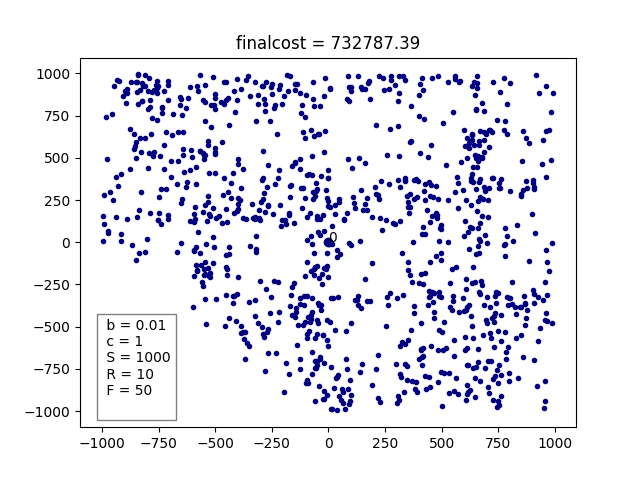 finalcost = 732787.39
1000
750
500
250
0
−250
−500
−750
−1000
0
b = 0.01
c = 1
S = 1000
R = 10
F = 50
−1000 −750 −500 −250 0 250 500 750 1000